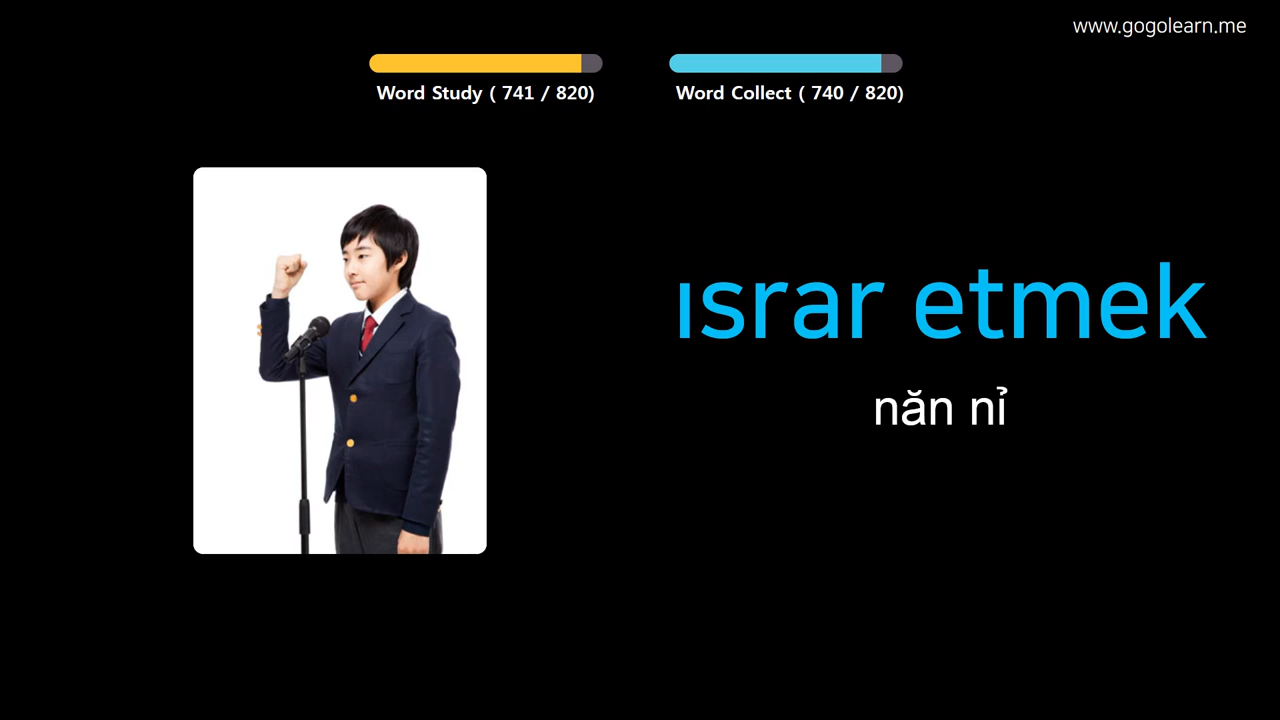 www.gogolearn.me
Word Study ( 741 / 820)
Word Collect ( 740 / 820)
ısrar etmek
năn nỉ